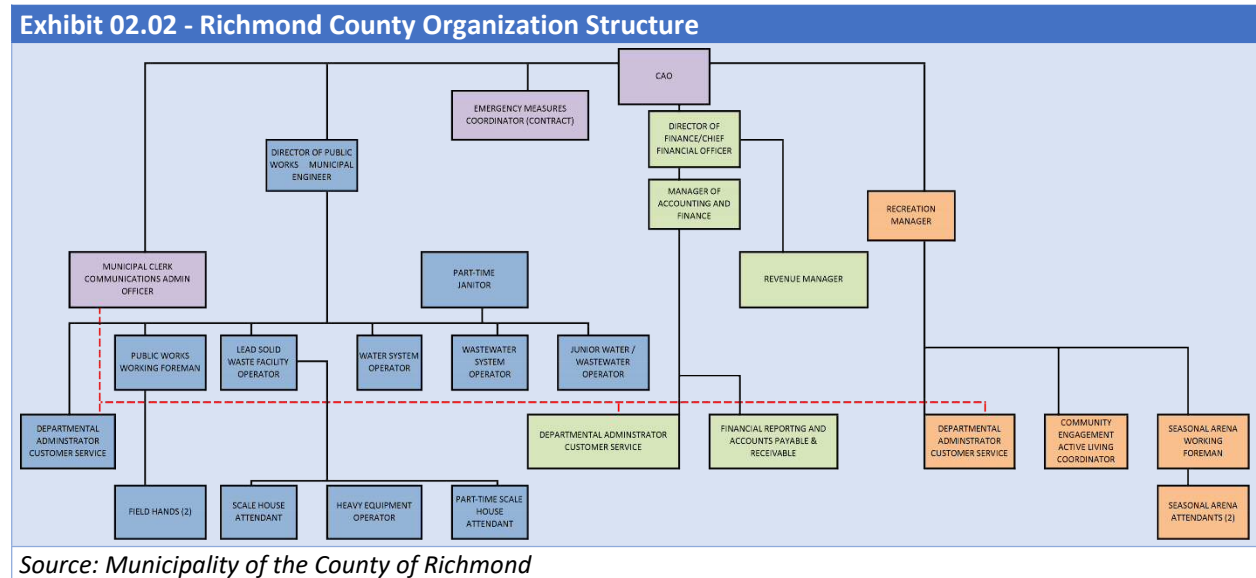 Exhibit 02.02 - Richmond County Organization Structure
CAO
EMERGENCY MEASURES
COORDINATOR (CONTRACT)
DIRECTOR OF
FINANCE/CHIEF
FINANCIAL OFFICER
DIRECTOR OF PUBLIC
WORKS MUNICIPAL
ENGINEER
MANAGER OF
ACCOUNTING AND
FINANCE
RECREATION
MANAGER
MUNICIPAL CLERK
COMMUNICATIONS ADMIN
OFFICER
PART-TIME
JANITOR
REVENUE MANAGER
PUBLIC WORKS
WORKING FOREMAN
LEAD SOLID
WASTE FACILITY
OPERATOR
WATER SYSTEM
OPERATOR
WASTEWATER
SYSTEM
OPERATOR
JUNIOR WATER /
WASTEWATER
OPERATOR
DEPARTMENTAL
ADMINSTRATOR
CUSTOMER SERVICE
DEPARTMENTAL ADMINSTRATOR
CUSTOMER SERVICE
FINANCIAL REPORTNG AND
ACCOUNTS PAYABLE &
RECEIVABLE
DEPARTMENTAL
ADMINSTRATOR
CUSTOMER SERVICE
COMMUNITY
ENGAGEMENT
ACTIVE LIVING
COORDINATOR
SEASONAL ARENA
WORKING
FOREMAN
FIELD HANDS (2)
SCALE HOUSE
ATTENDANT
HEAVY EQUIPMENT
OPERATOR
PART-TIME SCALE
HOUSE
ATTENDANT
SEASONAL ARENA
ATTENDANTS (2)
Source: Municipality of the County of Richmond